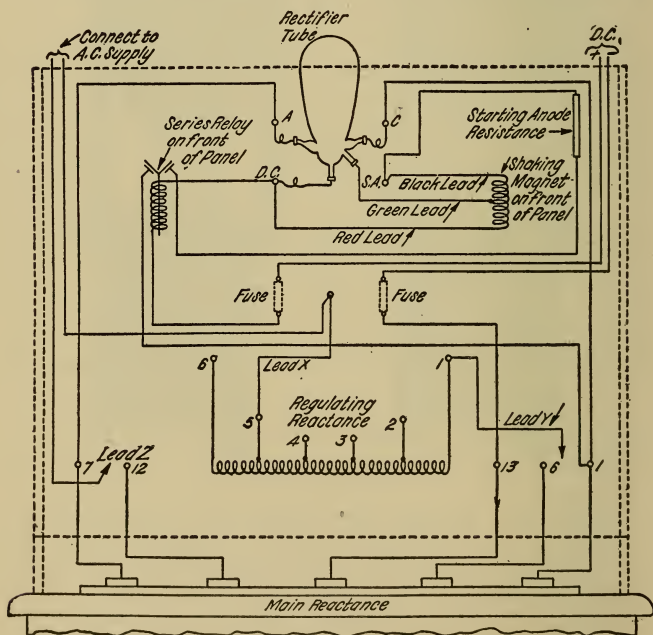 Rectifier
Tube
Connect to
A.C. Supply
D.C.
+ -
A
C
Series Relay
on front
of Panel
Starting Anode
Resistance
D.C.
S.A.
Shaking
Magnet
on front
of Panel
Black Lead
Green Lead
Red Lead
Fuse
Fuse
6
Lead X
1
5
Regulating
Reactance
2
4
3
Lead Y
7
Lead Z
12
13
6
1
Main Reactance